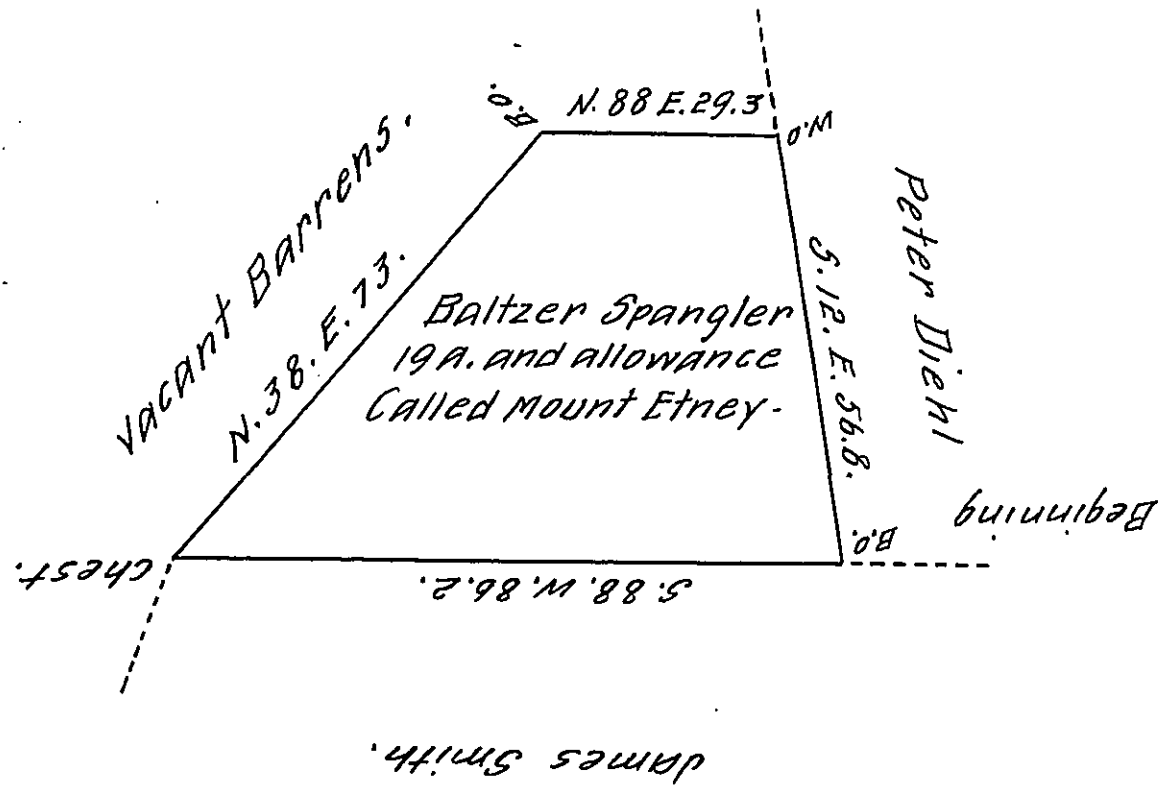 N. 88 E. 29.3
B.O.
W.O.
Vacant Barrens.
N. 38. E. 73.
Baltzer Spangler
19 A. and allowance
Called Mount Etney-
S. 12. E. 56.8.
Peter Diehl
Beginning
B.O.
Chest.
S. 88. W. 86.2.
James Smith.